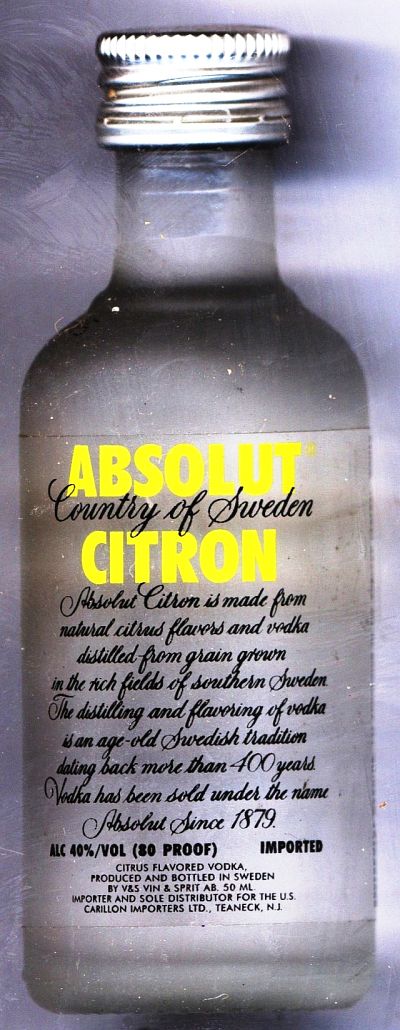 ABSOLUT®
Country of Sweden
CITRON
Absolut Citron is made from
natural citrus flavors and vodka
distilled from grain grown
in the rich fields of southern Sweden.
The distilling and flavoring of vodka
is an age-old Swedish tradition
dating back more than 400 years.
Vodka has been sold under the name
Absolut Since 1879.
ALC 40%/VOL (80 PROOF) IMPORTED
CITRUS FLAVORED VODKA,
PRODUCED AND BOTTLED IN SWEDEN
BY V&S VIN & SPRIT AB. 50 ML
IMPORTER AND SOLE DISTRIBUTOR FOR THE U.S.
CARILLON IMPORTERS LTD., TEANECK, N.J.